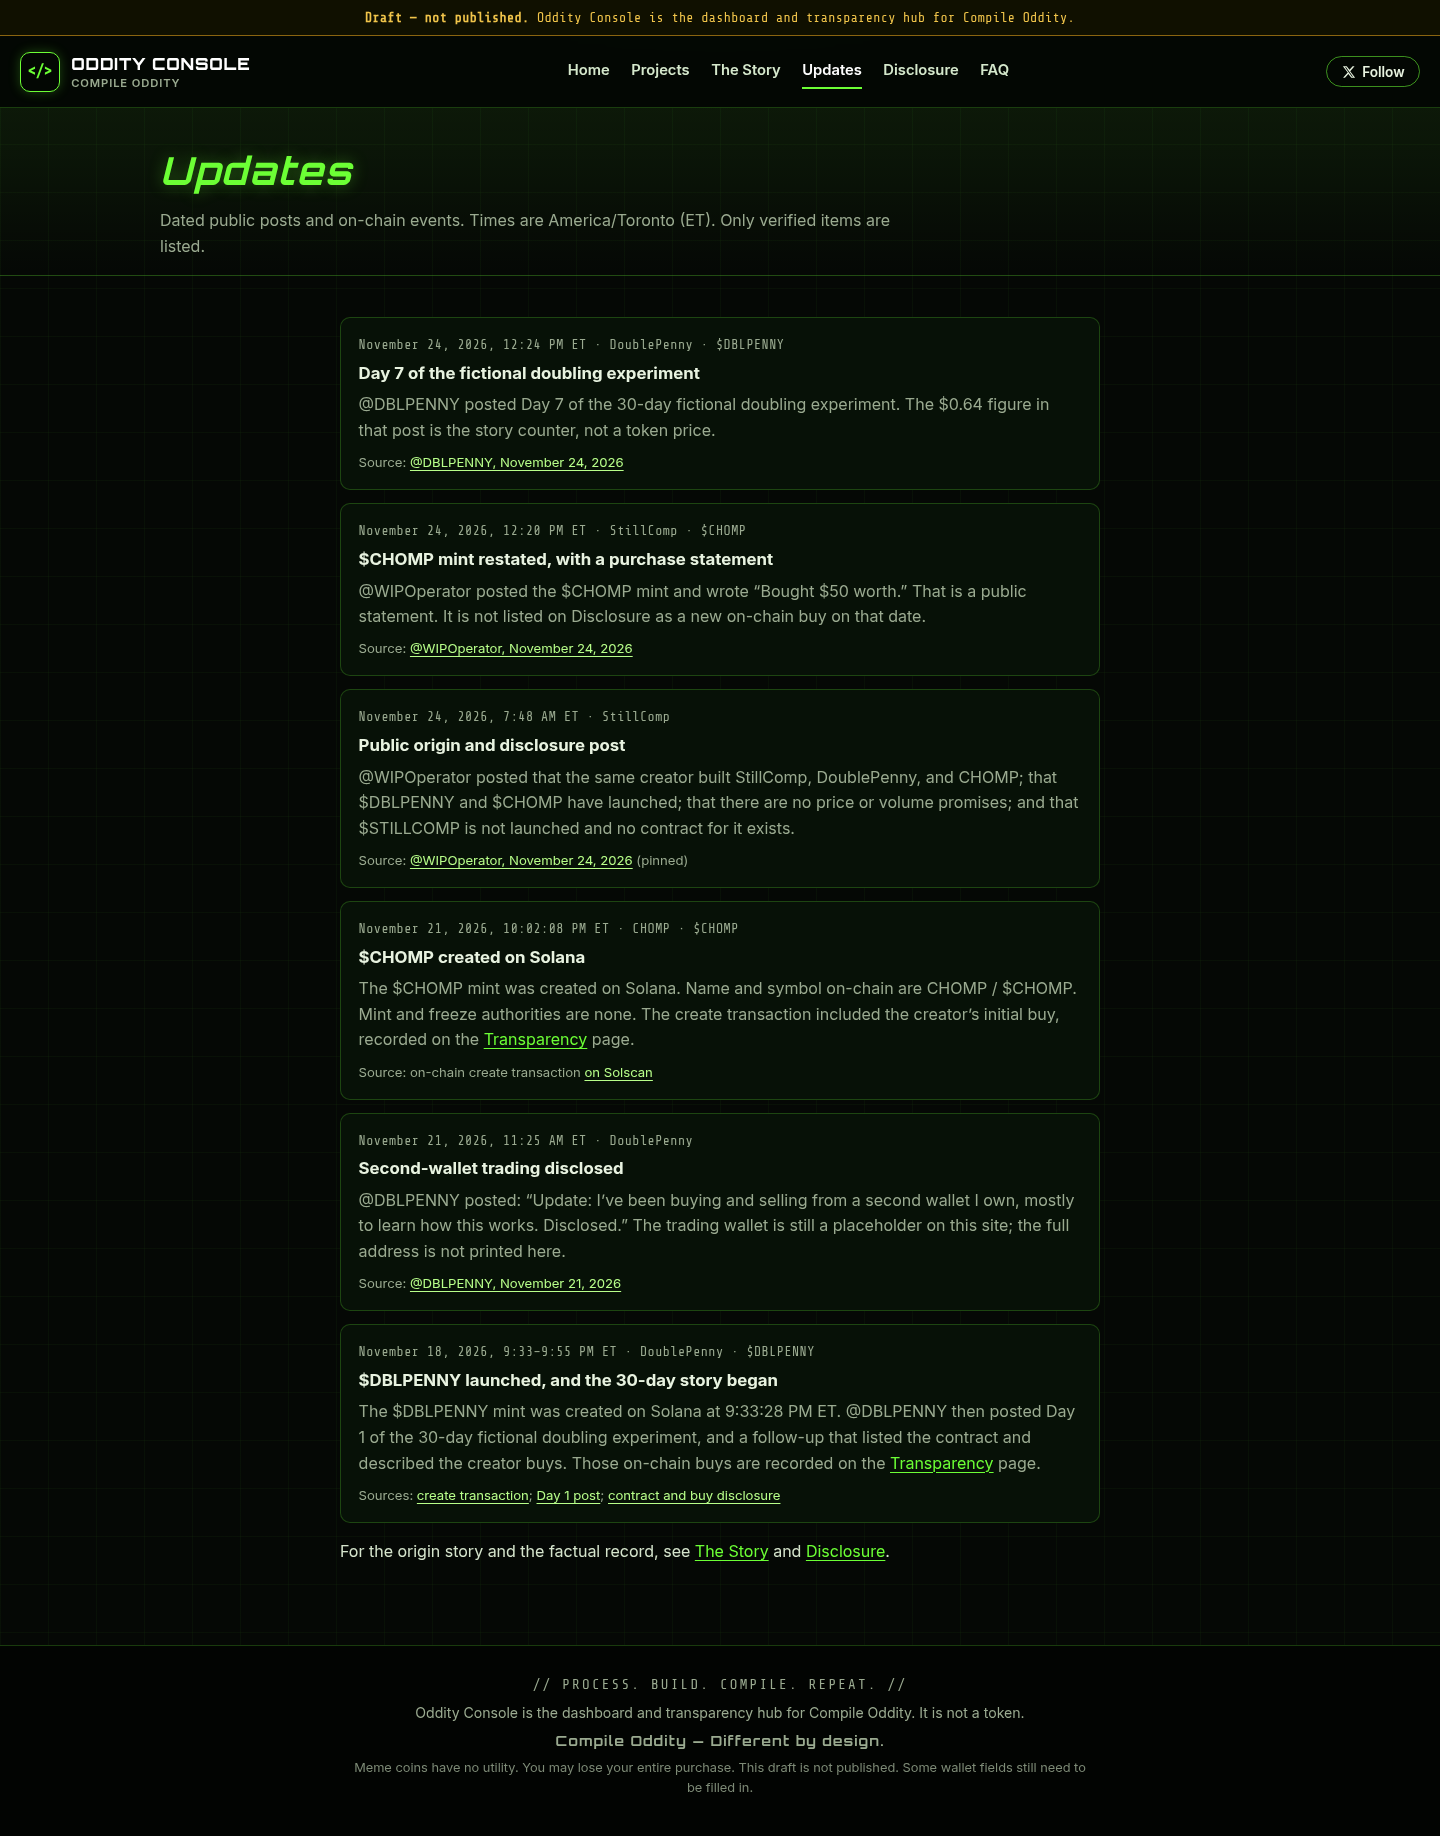 Draft — not published. Oddity Console is the dashboard and transparency hub for Compile Oddity.
</>
ODDITY CONSOLE
COMPILE ODDITY
Home Projects The Story Updates Disclosure FAQ
Follow
Updates
Dated public posts and on-chain events. Times are America/Toronto (ET). Only verified items are
listed.
November 24, 2026, 12:24 PM ET · DoublePenny · $DBLPENNY
Day 7 of the fictional doubling experiment
@DBLPENNY posted Day 7 of the 30-day fictional doubling experiment. The $0.64 figure in
that post is the story counter, not a token price.
Source: @DBLPENNY, November 24, 2026
November 24, 2026, 12:20 PM ET · StillComp · $CHOMP
$CHOMP mint restated, with a purchase statement
@WIPOperator posted the $CHOMP mint and wrote “Bought $50 worth.” That is a public
statement. It is not listed on Disclosure as a new on-chain buy on that date.
Source: @WIPOperator, November 24, 2026
November 24, 2026, 7:48 AM ET · StillComp
Public origin and disclosure post
@WIPOperator posted that the same creator built StillComp, DoublePenny, and CHOMP; that
$DBLPENNY and $CHOMP have launched; that there are no price or volume promises; and that
$STILLCOMP is not launched and no contract for it exists.
Source: @WIPOperator, November 24, 2026 (pinned)
November 21, 2026, 10:02:08 PM ET · CHOMP · $CHOMP
$CHOMP created on Solana
The $CHOMP mint was created on Solana. Name and symbol on-chain are CHOMP / $CHOMP.
Mint and freeze authorities are none. The create transaction included the creator’s initial buy,
recorded on the Transparency page.
Source: on-chain create transaction on Solscan
November 21, 2026, 11:25 AM ET · DoublePenny
Second-wallet trading disclosed
@DBLPENNY posted: “Update: I’ve been buying and selling from a second wallet I own, mostly
to learn how this works. Disclosed.” The trading wallet is still a placeholder on this site; the full
address is not printed here.
Source: @DBLPENNY, November 21, 2026
November 18, 2026, 9:33–9:55 PM ET · DoublePenny · $DBLPENNY
$DBLPENNY launched, and the 30-day story began
The $DBLPENNY mint was created on Solana at 9:33:28 PM ET. @DBLPENNY then posted Day
1 of the 30-day fictional doubling experiment, and a follow-up that listed the contract and
described the creator buys. Those on-chain buys are recorded on the Transparency page.
Sources: create transaction; Day 1 post; contract and buy disclosure
For the origin story and the factual record, see The Story and Disclosure.
// PROCESS. BUILD. COMPILE. REPEAT. //
Oddity Console is the dashboard and transparency hub for Compile Oddity. It is not a token.
Compile Oddity — Different by design.
Meme coins have no utility. You may lose your entire purchase. This draft is not published. Some wallet fields still need to
be filled in.